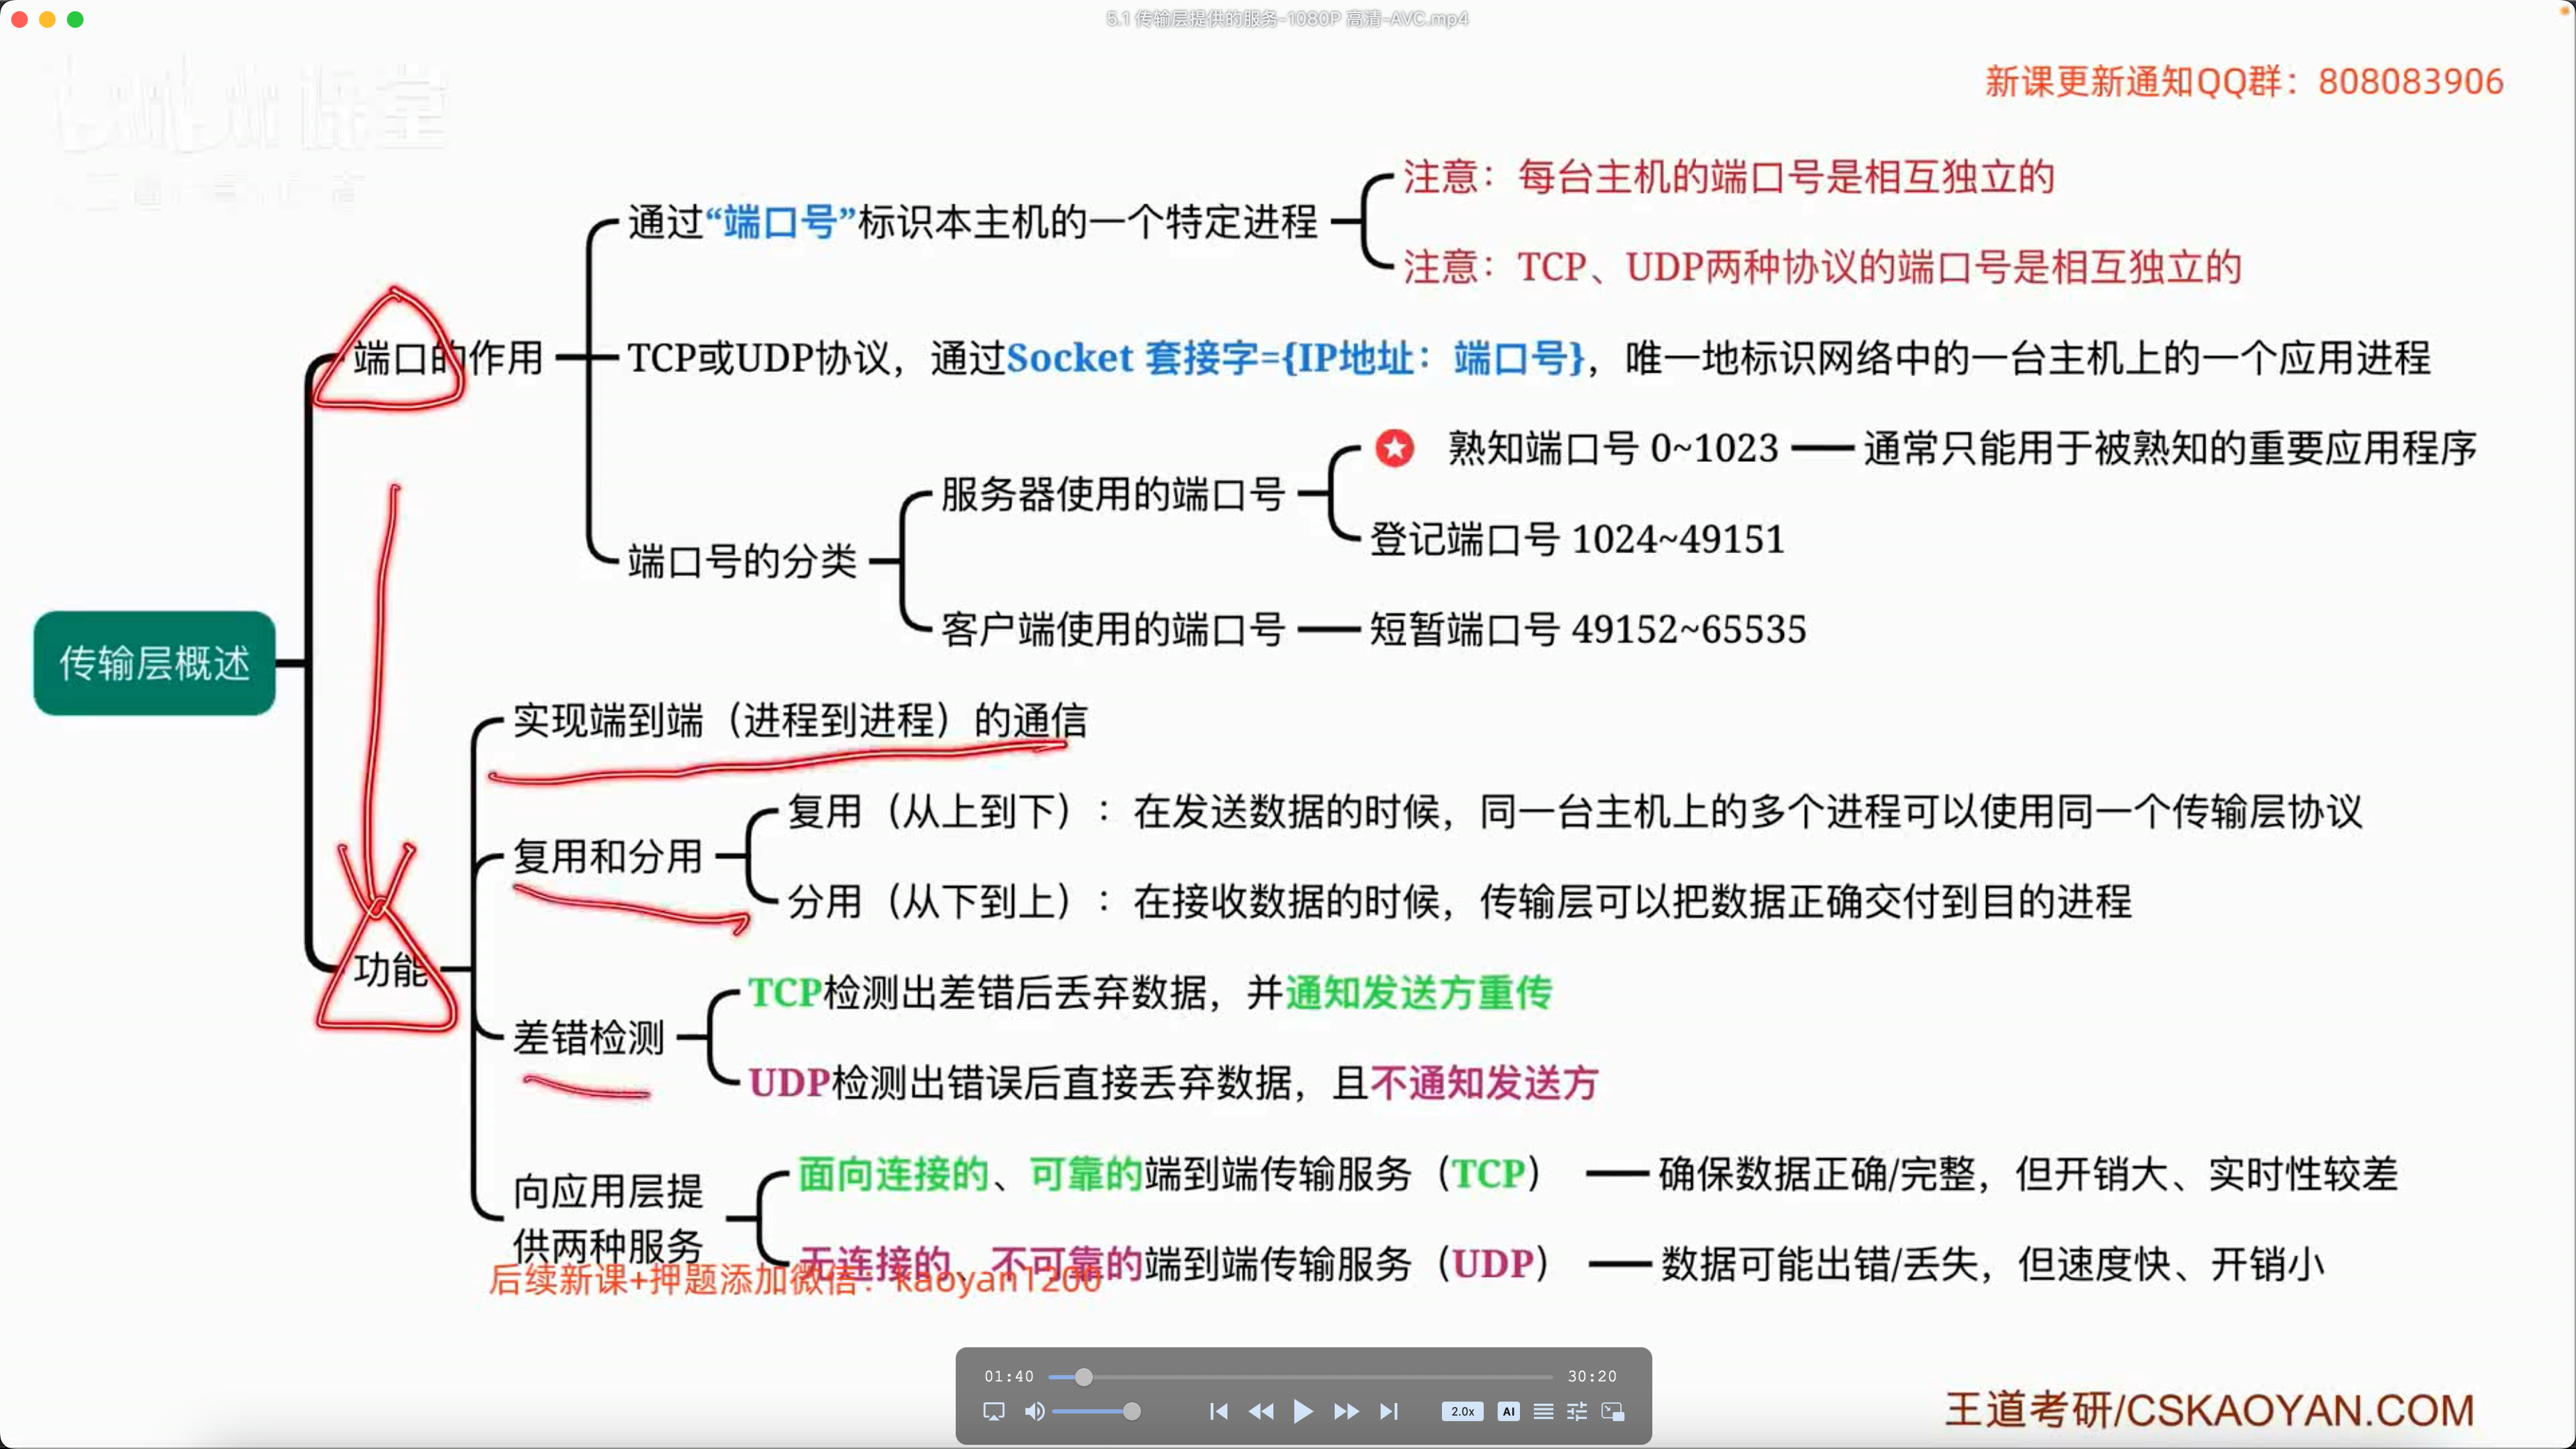 5.1 传输层提供的服务-1080P 高清-AVC.mp4
新课更新通知QQ群：808083906
注意：每台主机的端口号是相互独立的
通过“端口号”标识本主机的一个特定进程
注意：TCP、UDP两种协议的端口号是相互独立的
端口的作用
TCP或UDP协议，通过Socket 套接字={IP地址：端口号}，唯一地标识网络中的一台主机上的一个应用进程
熟知端口号 0~1023
通常只能用于被熟知的重要应用程序
服务器使用的端口号
登记端口号 1024~49151
端口号的分类
客户端使用的端口号
短暂端口号 49152~65535
传输层概述
实现端到端（进程到进程）的通信
复用（从上到下）：在发送数据的时候，同一台主机上的多个进程可以使用同一个传输层协议
复用和分用
分用（从下到上）：在接收数据的时候，传输层可以把数据正确交付到目的进程
功能
TCP检测出差错后丢弃数据，并通知发送方重传
差错检测
UDP检测出错误后直接丢弃数据，且不通知发送方
向应用层提
供两种服务
面向连接的、可靠的端到端传输服务（TCP）
确保数据正确/完整，但开销大、实时性较差
无连接的、不可靠的端到端传输服务（UDP）
数据可能出错/丢失，但速度快、开销小
后续新课+押题添加微信：kaoyan1200
01:40
30:20
2.0x
AI
王道考研/CSKAOYAN.COM